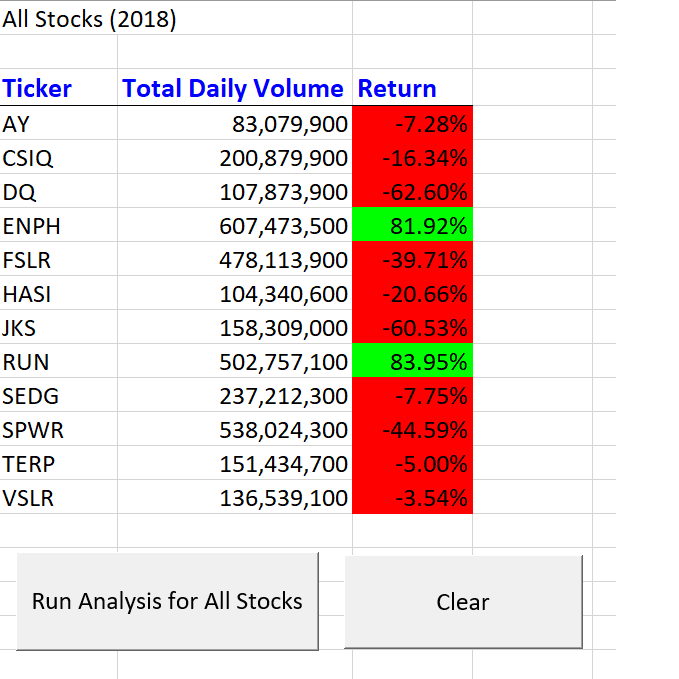 All Stocks (2018)
Ticker Total Daily Volume Return
AY 83,079,900 -7.28%
CSIQ 200,879,900 -16.34%
DQ 107,873,900 -62.60%
ENPH 607,473,500 81.92%
FSLR 478,113,900 -39.71%
HASI 104,340,600 -20.66%
JKS 158,309,000 -60.53%
RUN 502,757,100 83.95%
SEDG 237,212,300 -7.75%
SPWR 538,024,300 -44.59%
TERP 151,434,700 -5.00%
VSLR 136,539,100 -3.54%
Run Analysis for All Stocks Clear